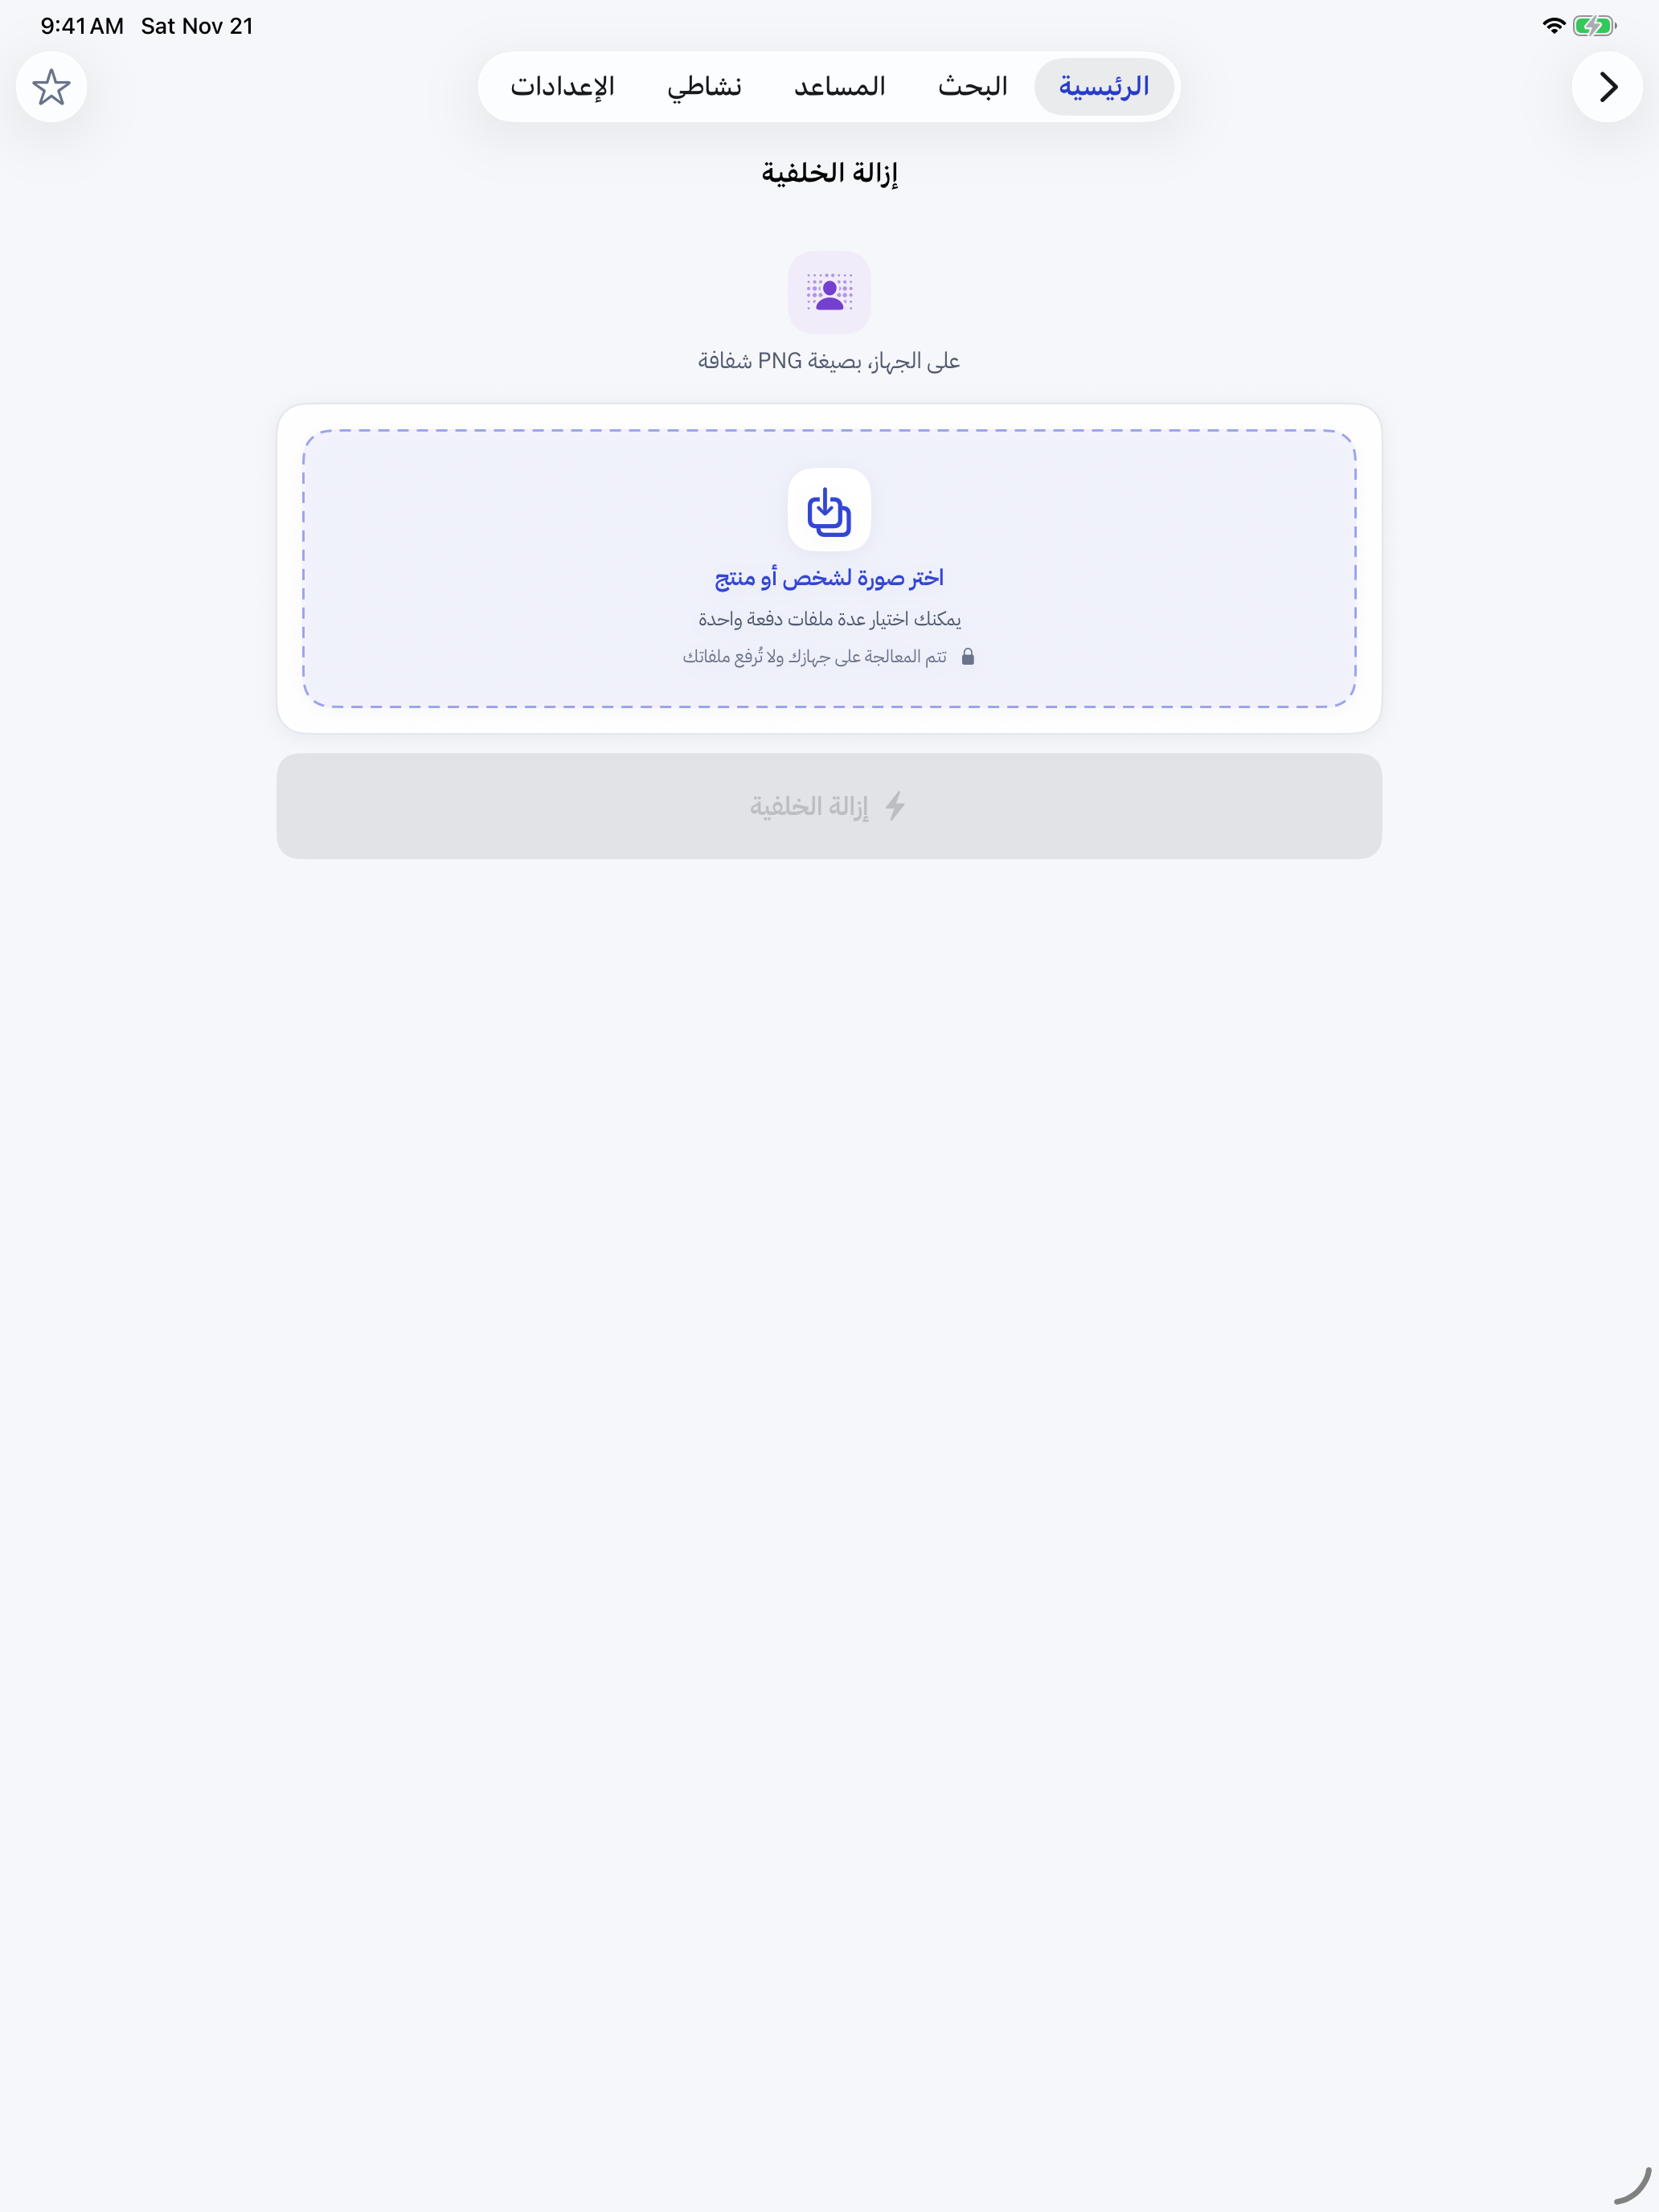 9:41 AM Sat Nov 21
الرئيسية البحث المساعد نشاطي الإعدادات
إزالة الخلفية
على الجهاز، بصيغة PNG شفافة
اختر صورة لشخص أو منتج
يمكنك اختيار عدة ملفات دفعة واحدة
تتم المعالجة على جهازك ولا تُرفع ملفاتك
إزالة الخلفية